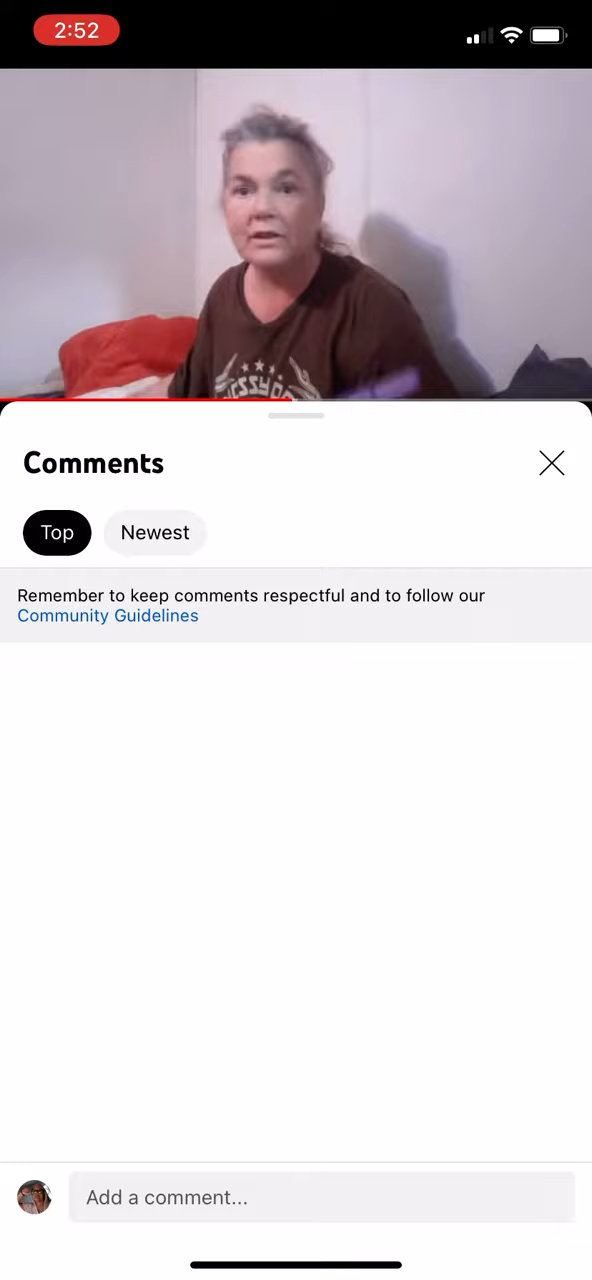 2:52
Comments
Top
Newest
Remember to keep comments respectful and to follow our
Community Guidelines
Add a comment...